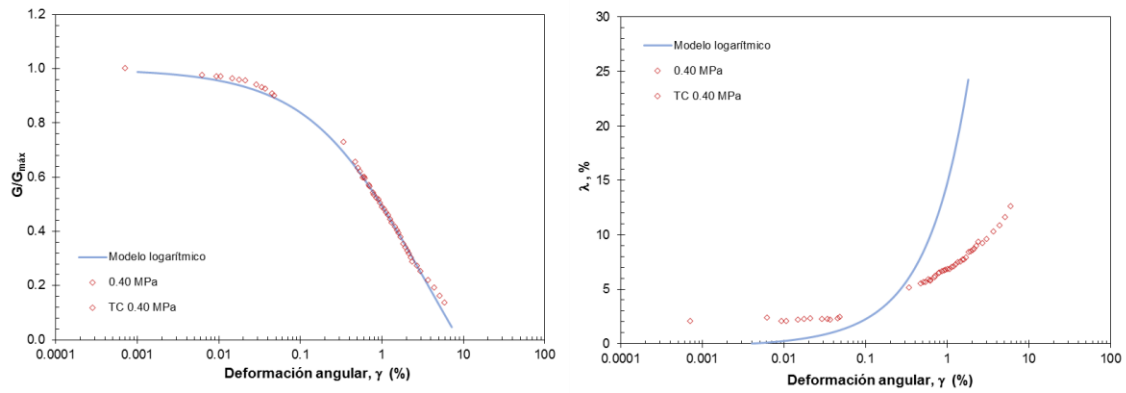 1.2
1.0
0.8
0.6
0.4
0.2
0.0
G/Gmáx
Modelo logarítmico
0.40 MPa
TC 0.40 MPa
0.0001 0.001 0.01 0.1 1 10 100
Deformación angular, γ (%)
30
25
20
15
10
5
0
λ, %
Modelo logarítmico
0.40 MPa
TC 0.40 MPa
0.0001 0.001 0.01 0.1 1 10 100
Deformación angular, γ (%)